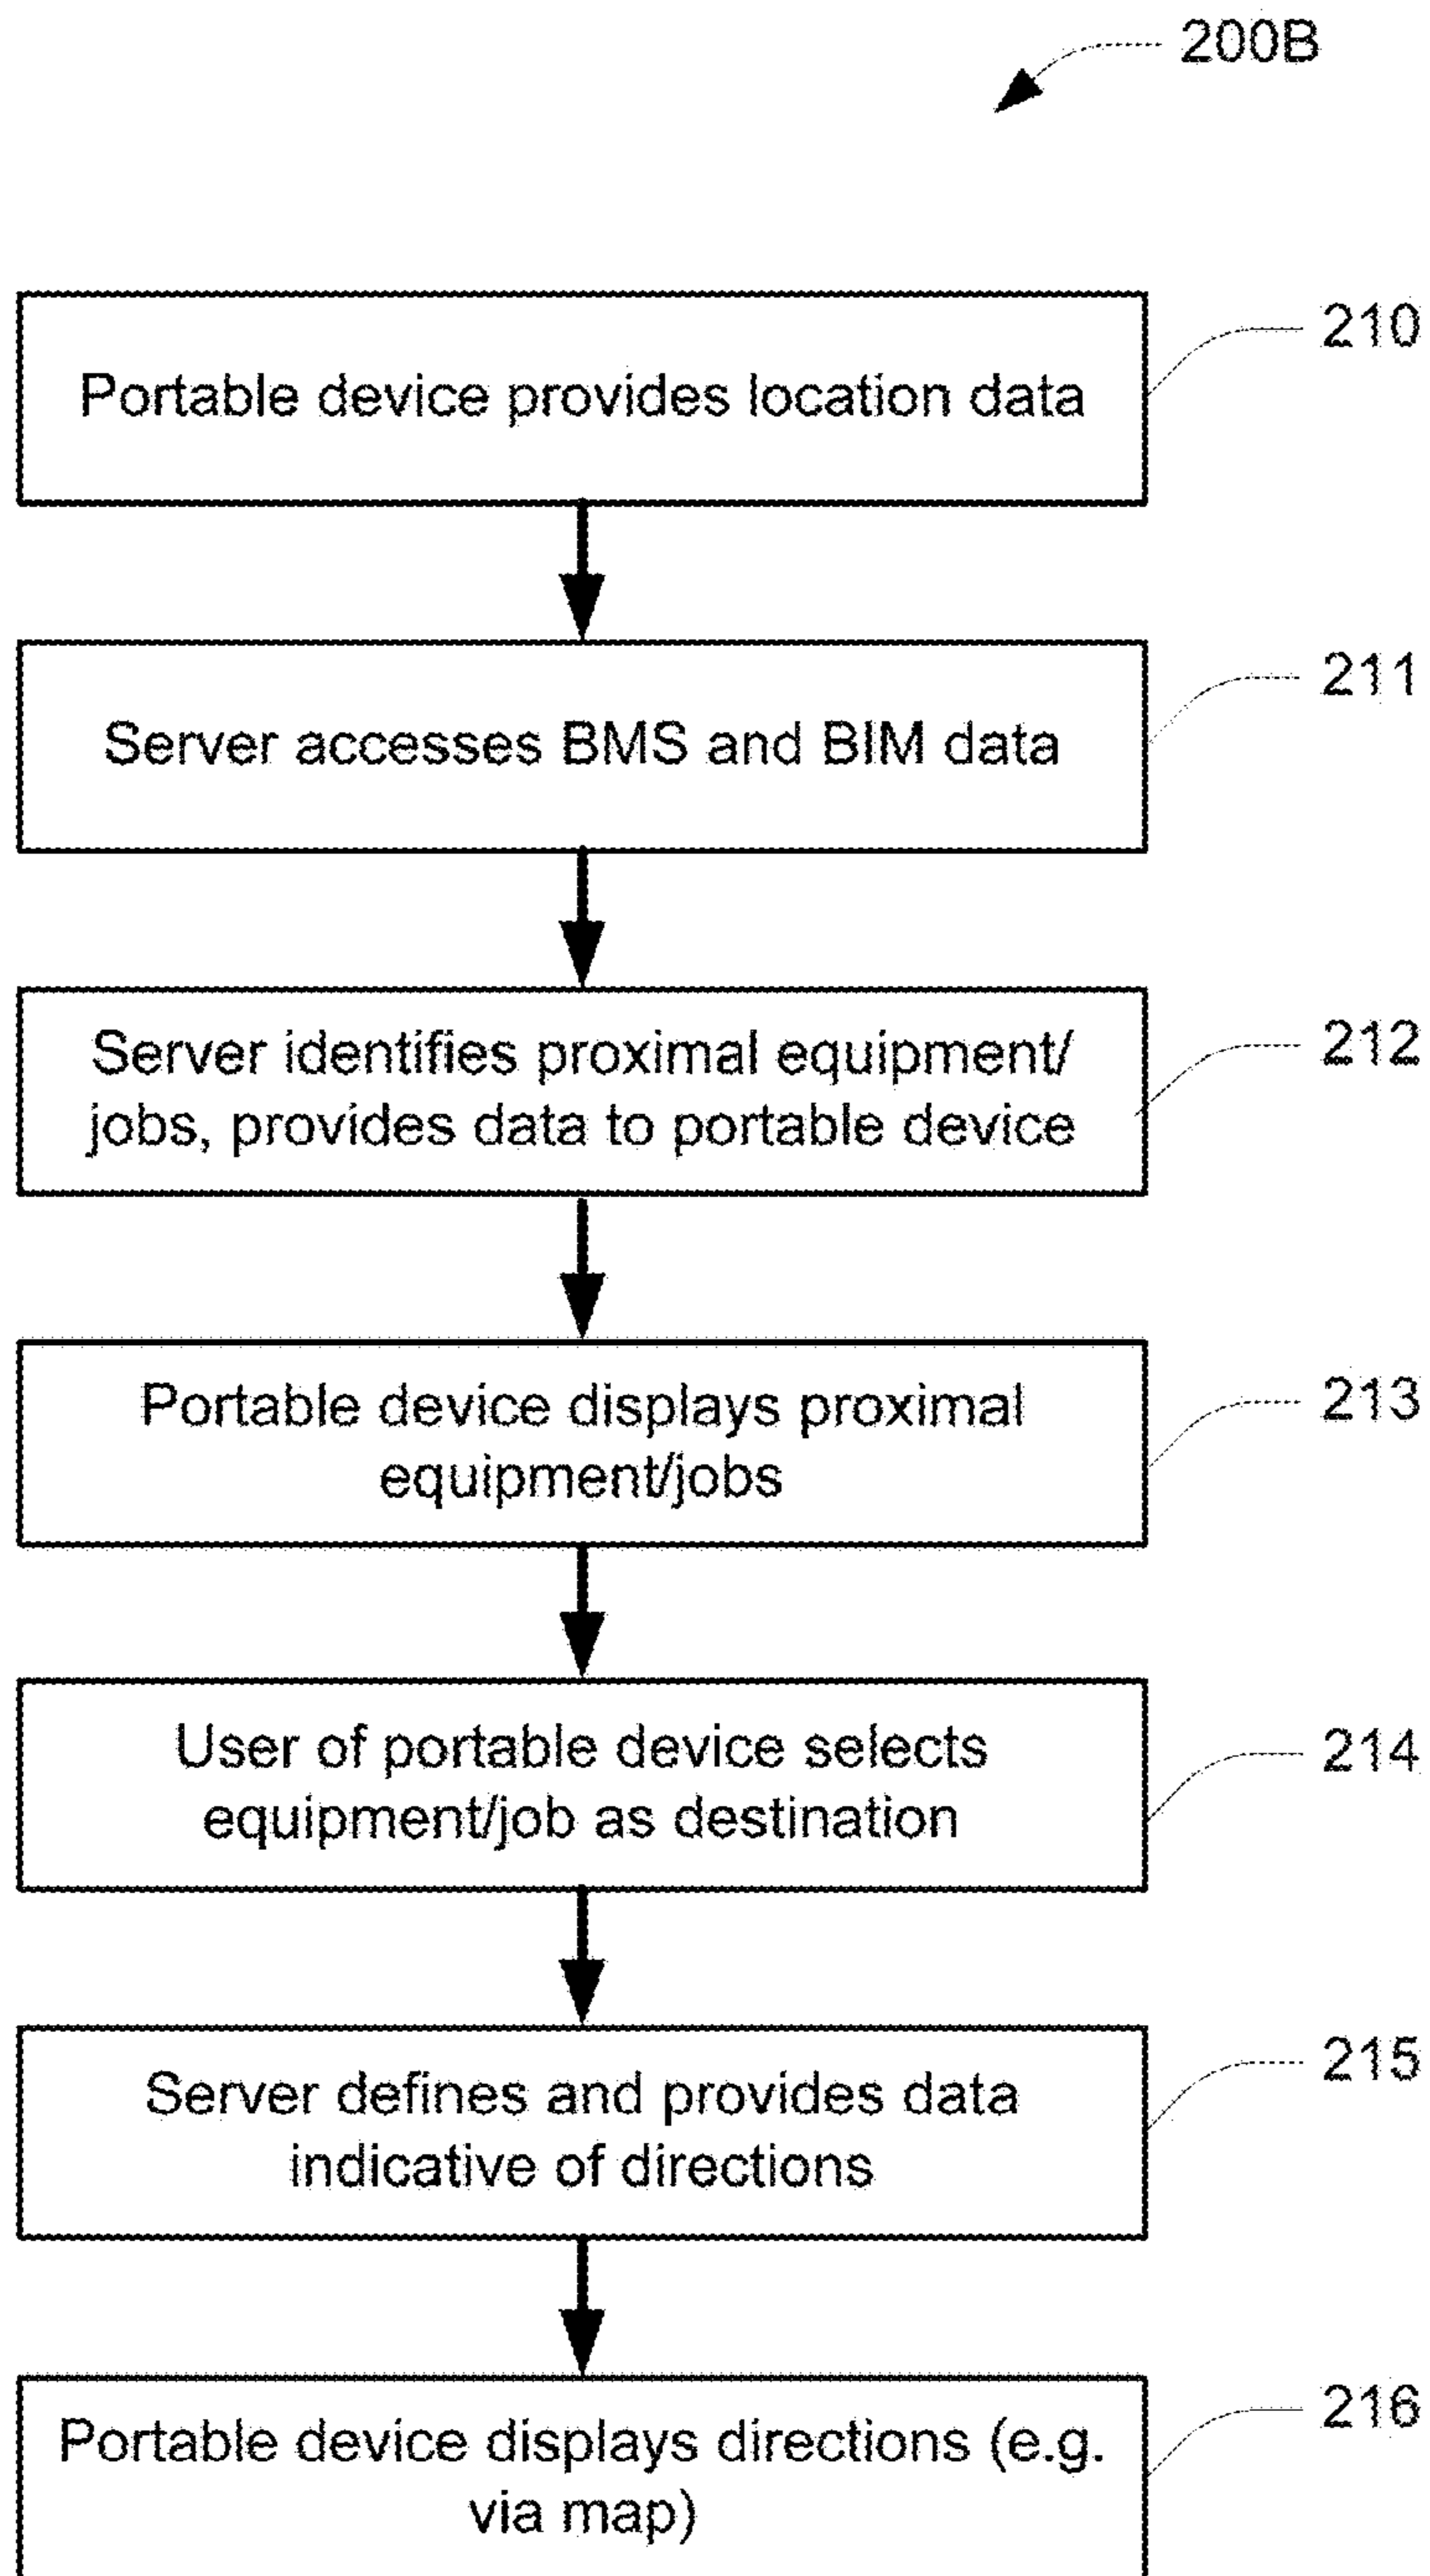 200B
Portable device provides location data
210
Server accesses BMS and BIM data
211
Server identifies proximal equipment/
jobs, provides data to portable device
212
Portable device displays proximal
equipment/jobs
213
User of portable device selects
equipment/job as destination
214
Server defines and provides data
indicative of directions
215
Portable device displays directions (e.g.
via map)
216